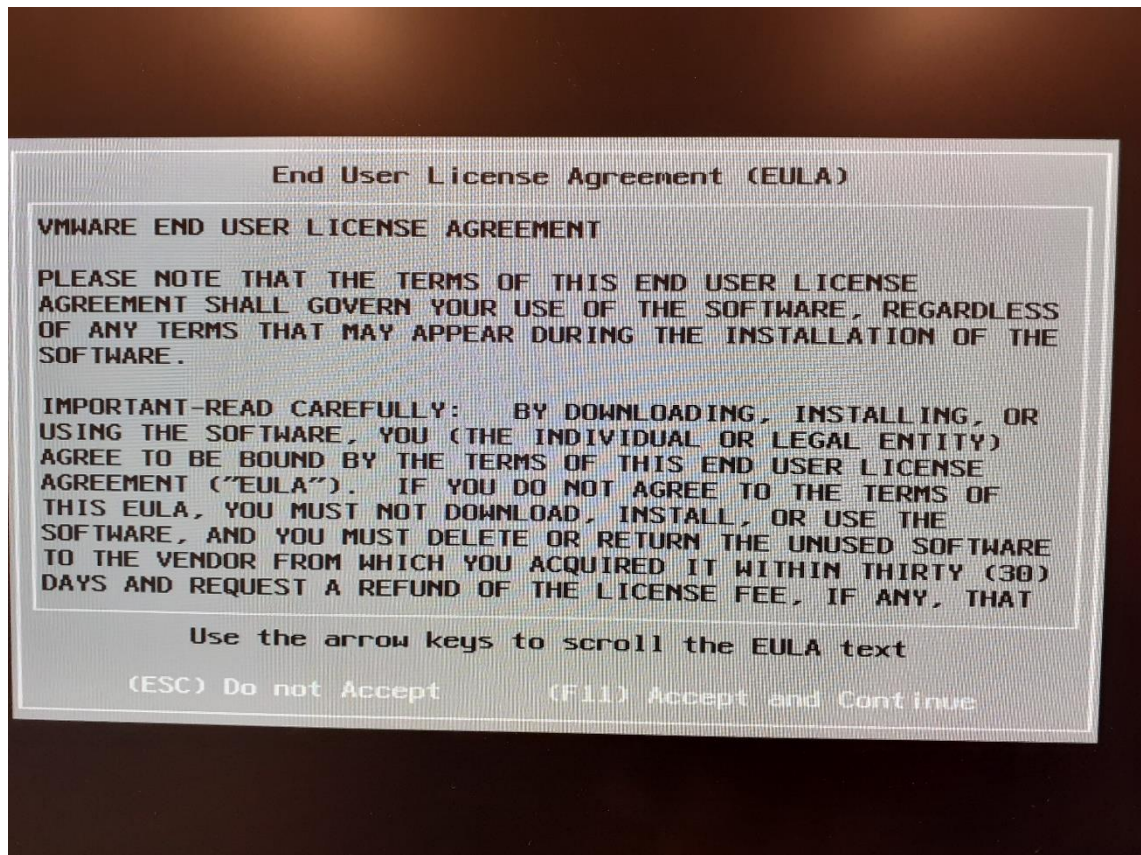 End User License Agreement (EULA)
VMWARE END USER LICENSE AGREEMENT
PLEASE NOTE THAT THE TERMS OF THIS END USER LICENSE
AGREEMENT SHALL GOVERN YOUR USE OF THE SOFTWARE, REGARDLESS
OF ANY TERMS THAT MAY APPEAR DURING THE INSTALLATION OF THE
SOFTWARE.
IMPORTANT-READ CAREFULLY:   BY DOWNLOADING, INSTALLING, OR
USING THE SOFTWARE, YOU (THE INDIVIDUAL OR LEGAL ENTITY)
AGREE TO BE BOUND BY THE TERMS OF THIS END USER LICENSE
AGREEMENT ("EULA").  IF YOU DO NOT AGREE TO THE TERMS OF
THIS EULA, YOU MUST NOT DOWNLOAD, INSTALL, OR USE THE
SOFTWARE, AND YOU MUST DELETE OR RETURN THE UNUSED SOFTWARE
TO THE VENDOR FROM WHICH YOU ACQUIRED IT WITHIN THIRTY (30)
DAYS AND REQUEST A REFUND OF THE LICENSE FEE, IF ANY, THAT
Use the arrow keys to scroll the EULA text
(ESC) Do not Accept (F11) Accept and Continue